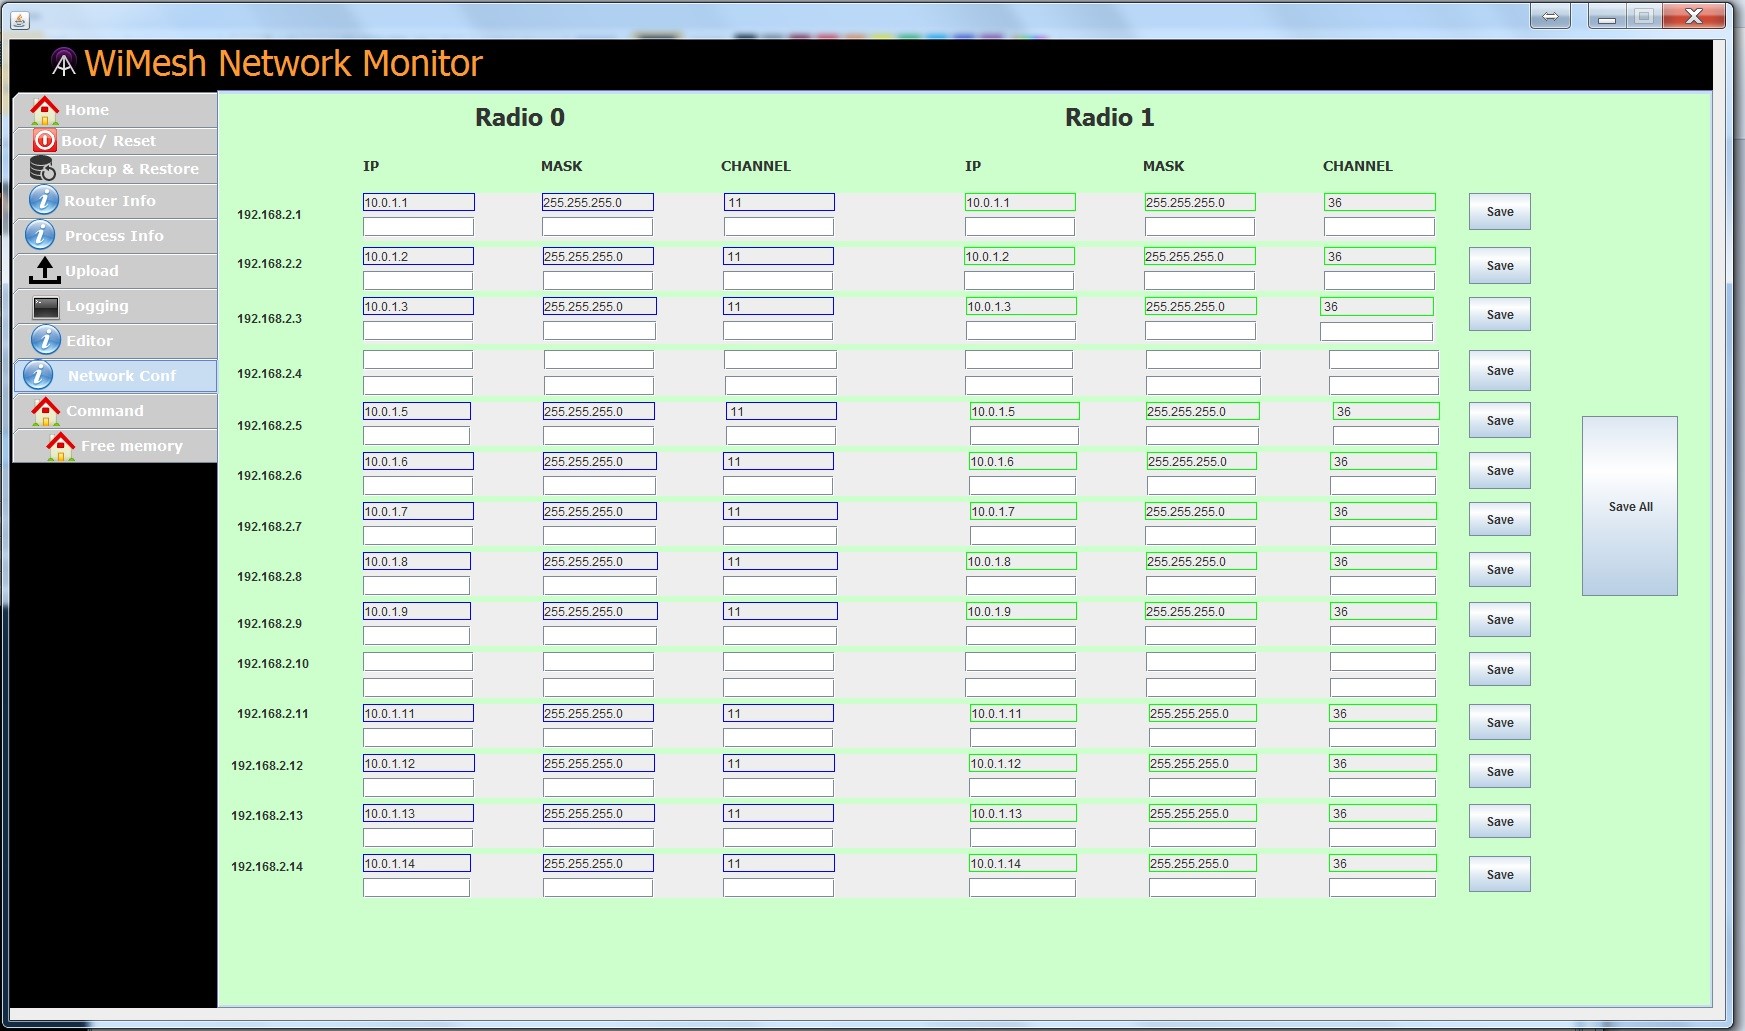 WiMesh Network Monitor
Home
Boot/ Reset
Backup & Restore
Router Info
Process Info
Upload
Logging
Editor
Network Conf
Command
Free memory
Radio 0 Radio 1
IP MASK CHANNEL IP MASK CHANNEL
192.168.2.1 10.0.1.1 255.255.255.0 11 10.0.1.1 255.255.255.0 36 Save
192.168.2.2 10.0.1.2 255.255.255.0 11 10.0.1.2 255.255.255.0 36 Save
192.168.2.3 10.0.1.3 255.255.255.0 11 10.0.1.3 255.255.255.0 36 Save
192.168.2.4 Save
192.168.2.5 10.0.1.5 255.255.255.0 11 10.0.1.5 255.255.255.0 36 Save
192.168.2.6 10.0.1.6 255.255.255.0 11 10.0.1.6 255.255.255.0 36 Save
192.168.2.7 10.0.1.7 255.255.255.0 11 10.0.1.7 255.255.255.0 36 Save
192.168.2.8 10.0.1.8 255.255.255.0 11 10.0.1.8 255.255.255.0 36 Save
192.168.2.9 10.0.1.9 255.255.255.0 11 10.0.1.9 255.255.255.0 36 Save
192.168.2.10 Save
192.168.2.11 10.0.1.11 255.255.255.0 11 10.0.1.11 255.255.255.0 36 Save
192.168.2.12 10.0.1.12 255.255.255.0 11 10.0.1.12 255.255.255.0 36 Save
192.168.2.13 10.0.1.13 255.255.255.0 11 10.0.1.13 255.255.255.0 36 Save
192.168.2.14 10.0.1.14 255.255.255.0 11 10.0.1.14 255.255.255.0 36 Save
Save All